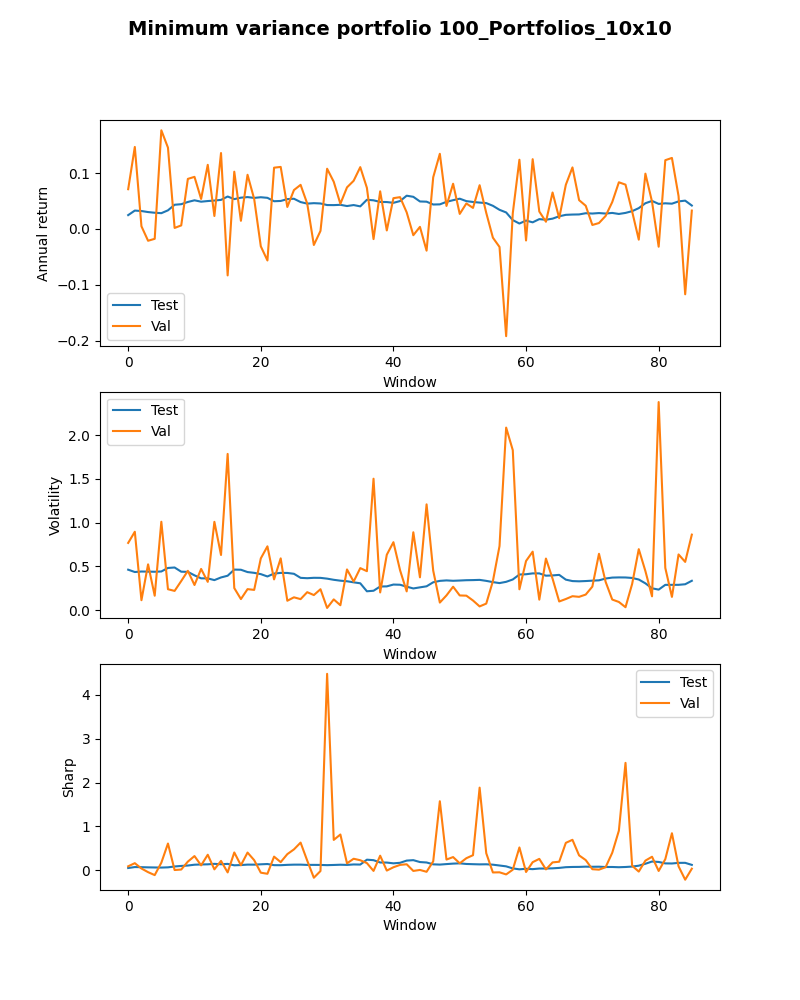 Minimum variance portfolio 100_Portfolios_10x10
0.1
0.0
−0.1
−0.2
Annual return
Test
Val
0 20 40 60 80
Window
2.0
1.5
1.0
0.5
0.0
Volatility
Test
Val
0 20 40 60 80
Window
4
3
2
1
0
Sharp
Test
Val
0 20 40 60 80
Window